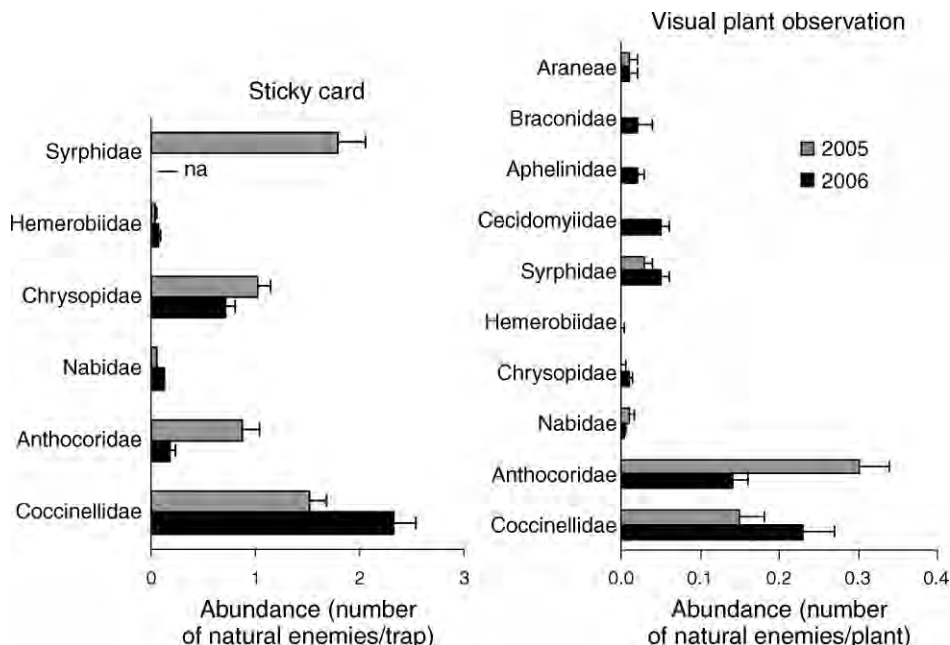 Sticky card
Syrphidae
na
Hemerobiidae
Chrysopidae
Nabidae
Anthocoridae
Coccinellidae
0 1 2 3
Abundance (number
of natural enemies/trap)
Visual plant observation
Araneae
Braconidae
Aphelinidae
Cecidomyiidae
Syrphidae
Hemerobiidae
Chrysopidae
Nabidae
Anthocoridae
Coccinellidae
2005
2006
0.0 0.1 0.2 0.3 0.4
Abundance (number
of natural enemies/plant)